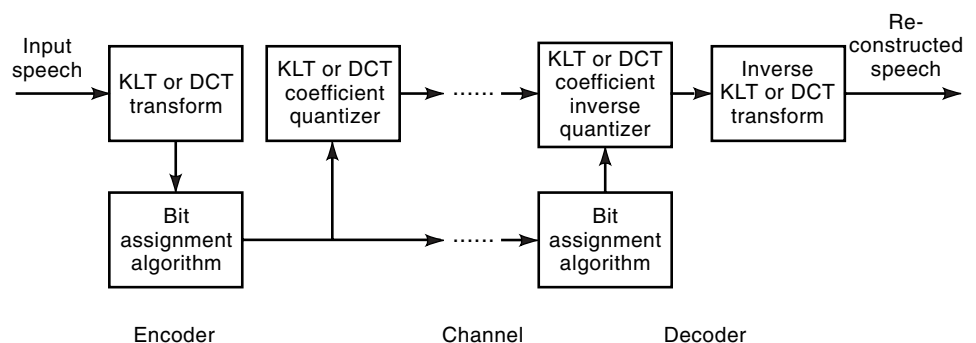 Input
speech
KLT or DCT
transform
KLT or DCT
coefficient
quantizer
......
KLT or DCT
coefficient
inverse
quantizer
Inverse
KLT or DCT
transform
Re-
constructed
speech
Bit
assignment
algorithm
......
Bit
assignment
algorithm
Encoder
Channel
Decoder